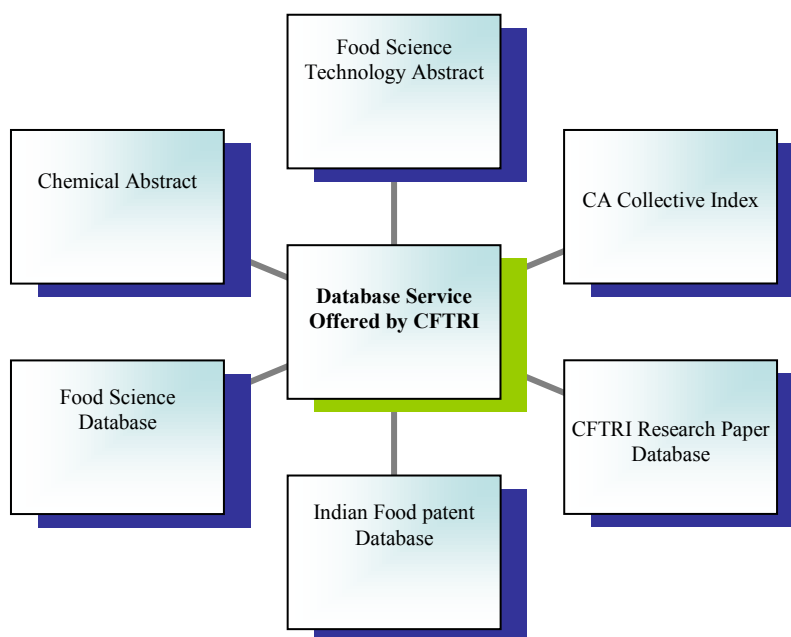 Food Science
Technology Abstract
Chemical Abstract
CA Collective Index
Database Service
Offered by CFTRI
Food Science
Database
CFTRI Research Paper
Database
Indian Food patent
Database